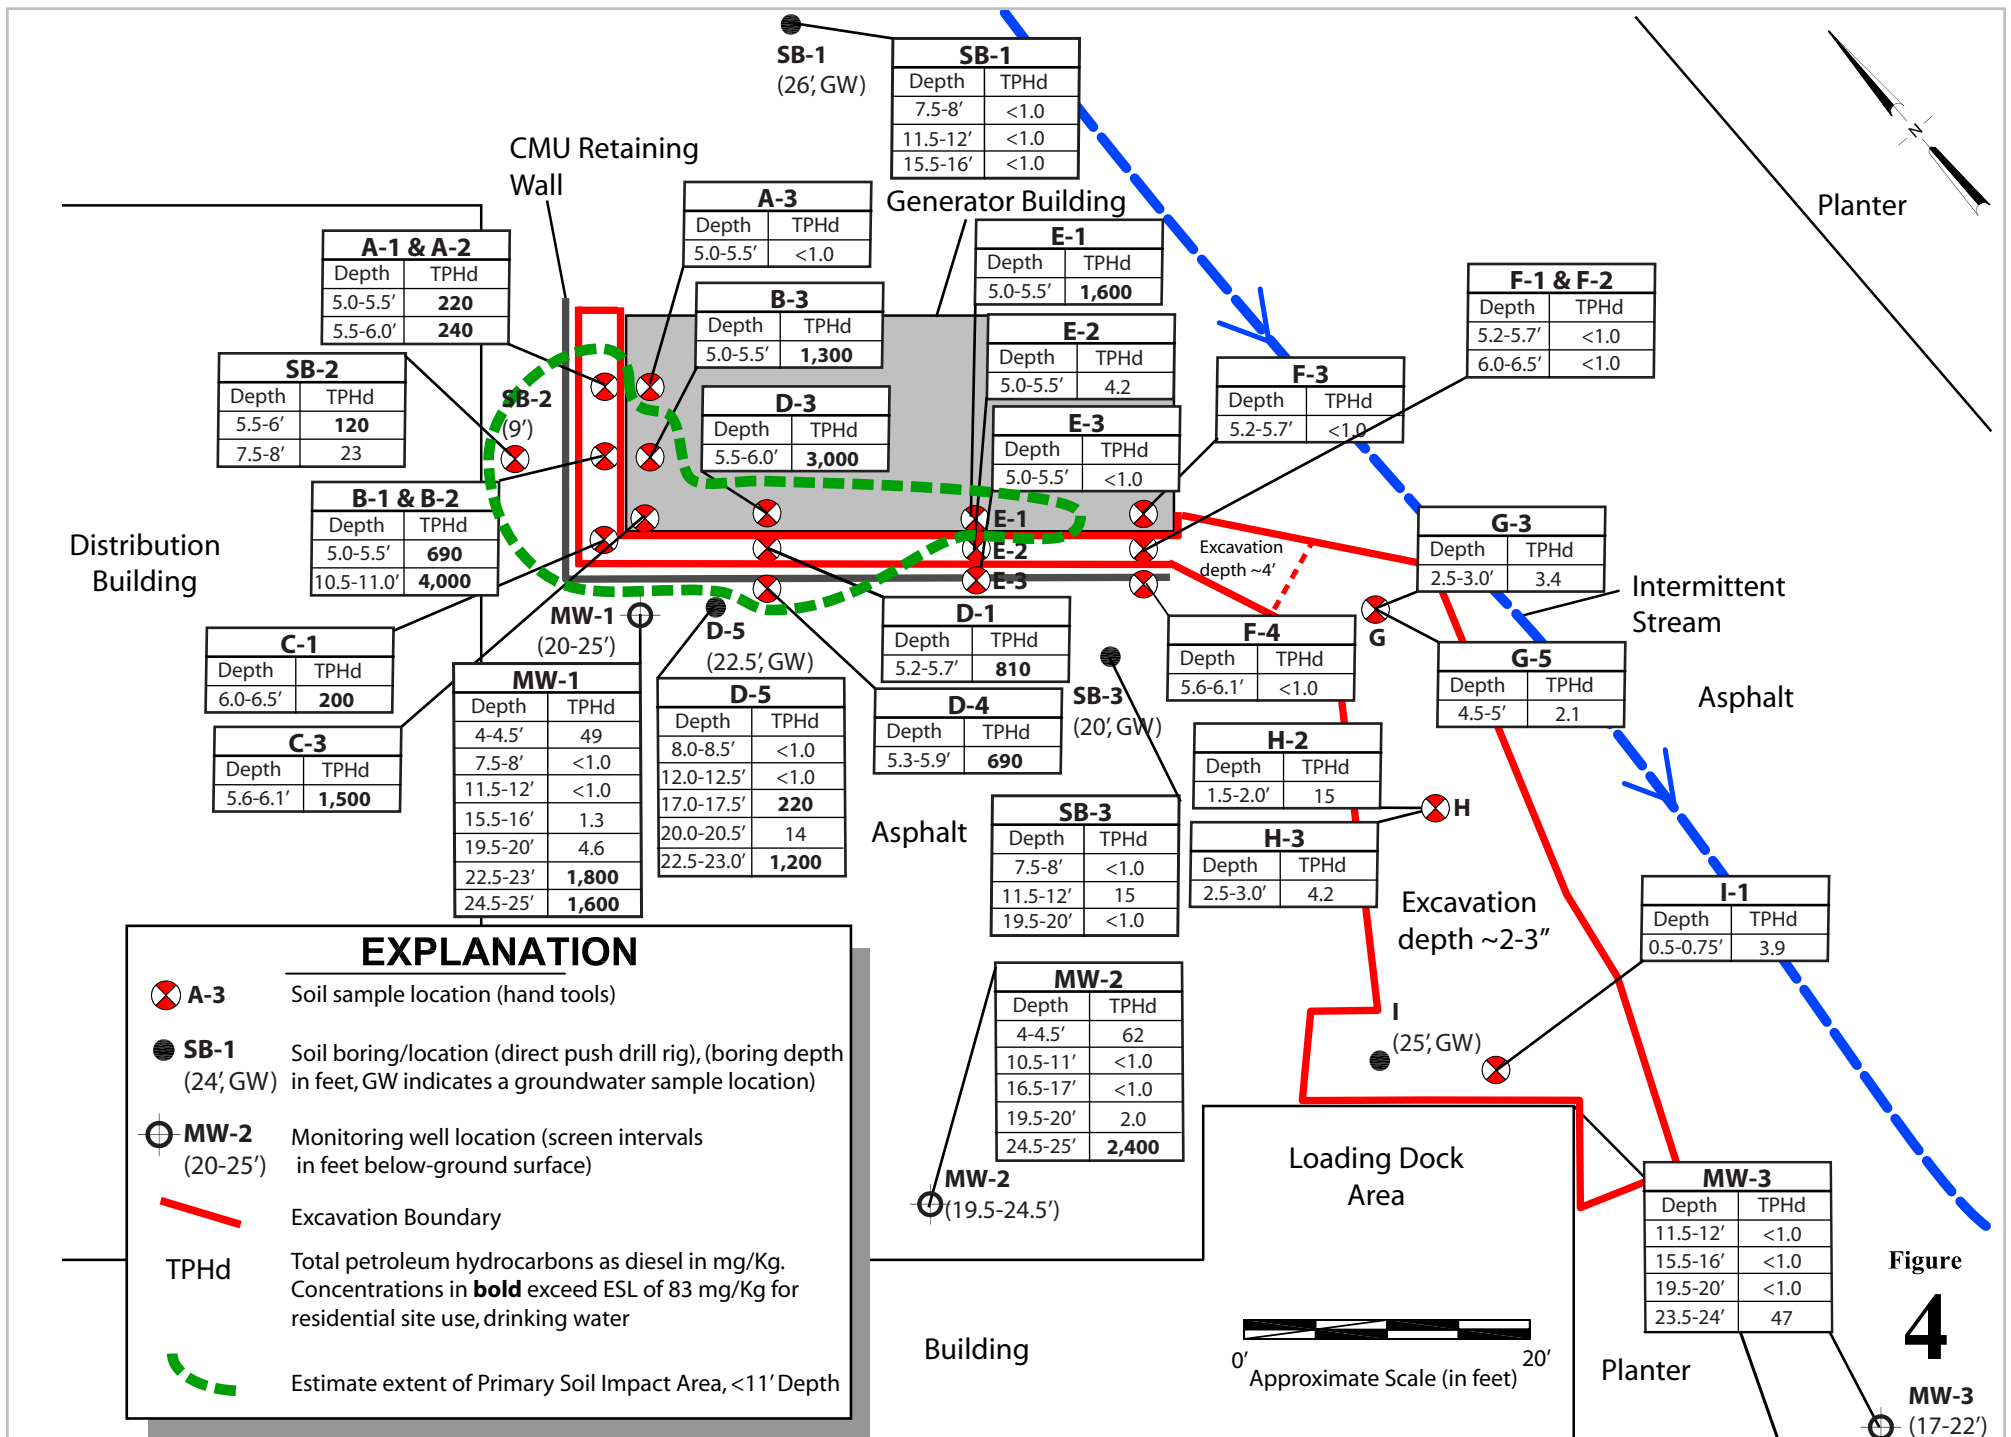 SB-1
(26', GW)
SB-1
Depth TPHd
7.5-8' <1.0
11.5-12' <1.0
15.5-16' <1.0
N
Planter
CMU Retaining
Wall
Generator Building
A-3
Depth TPHd
5.0-5.5' <1.0
A-1 & A-2
Depth TPHd
5.0-5.5' 220
5.5-6.0' 240
E-1
Depth TPHd
5.0-5.5' 1,600
F-1 & F-2
Depth TPHd
5.2-5.7' <1.0
6.0-6.5' <1.0
B-3
Depth TPHd
5.0-5.5' 1,300
E-2
Depth TPHd
5.0-5.5' 4.2
SB-2
Depth TPHd
5.5-6' 120
7.5-8' 23
SB-2
(9')
D-3
Depth TPHd
5.5-6.0' 3,000
F-3
Depth TPHd
5.2-5.7' <1.0
E-3
Depth TPHd
5.0-5.5' <1.0
B-1 & B-2
Depth TPHd
5.0-5.5' 690
10.5-11.0' 4,000
E-1
E-2
E-3
Excavation
depth ~4'
G-3
Depth TPHd
2.5-3.0' 3.4
Distribution
Building
Intermittent
Stream
G
MW-1
(20-25')
D-5
(22.5', GW)
D-1
Depth TPHd
5.2-5.7' 810
F-4
Depth TPHd
5.6-6.1' <1.0
G-5
Depth TPHd
4.5-5' 2.1
Asphalt
C-1
Depth TPHd
6.0-6.5' 200
MW-1
Depth TPHd
4-4.5' 49
7.5-8' <1.0
11.5-12' <1.0
15.5-16' 1.3
19.5-20' 4.6
22.5-23' 1,800
24.5-25' 1,600
D-5
Depth TPHd
8.0-8.5' <1.0
12.0-12.5' <1.0
17.0-17.5' 220
20.0-20.5' 14
22.5-23.0' 1,200
D-4
Depth TPHd
5.3-5.9' 690
SB-3
(20', GW)
C-3
Depth TPHd
5.6-6.1' 1,500
H-2
Depth TPHd
1.5-2.0' 15
H
Asphalt
SB-3
Depth TPHd
7.5-8' <1.0
11.5-12' 15
19.5-20' <1.0
H-3
Depth TPHd
2.5-3.0' 4.2
Excavation
depth ~2-3"
I-1
Depth TPHd
0.5-0.75' 3.9
MW-2
Depth TPHd
4-4.5' 62
10.5-11' <1.0
16.5-17' <1.0
19.5-20' 2.0
24.5-25' 2,400
I
(25', GW)
MW-2
(19.5-24.5')
Loading Dock
Area
MW-3
Depth TPHd
11.5-12' <1.0
15.5-16' <1.0
19.5-20' <1.0
23.5-24' 47
EXPLANATION
A-3 Soil sample location (hand tools)
SB-1 Soil boring/location (direct push drill rig), (boring depth
(24', GW) in feet, GW indicates a groundwater sample location)
MW-2 Monitoring well location (screen intervals
(20-25') in feet below-ground surface)
Excavation Boundary
TPHd Total petroleum hydrocarbons as diesel in mg/Kg.
Concentrations in bold exceed ESL of 83 mg/Kg for
residential site use, drinking water
Estimate extent of Primary Soil Impact Area, <11' Depth
Building
0' 20'
Approximate Scale (in feet)
Planter
Figure
4
MW-3
(17-22')